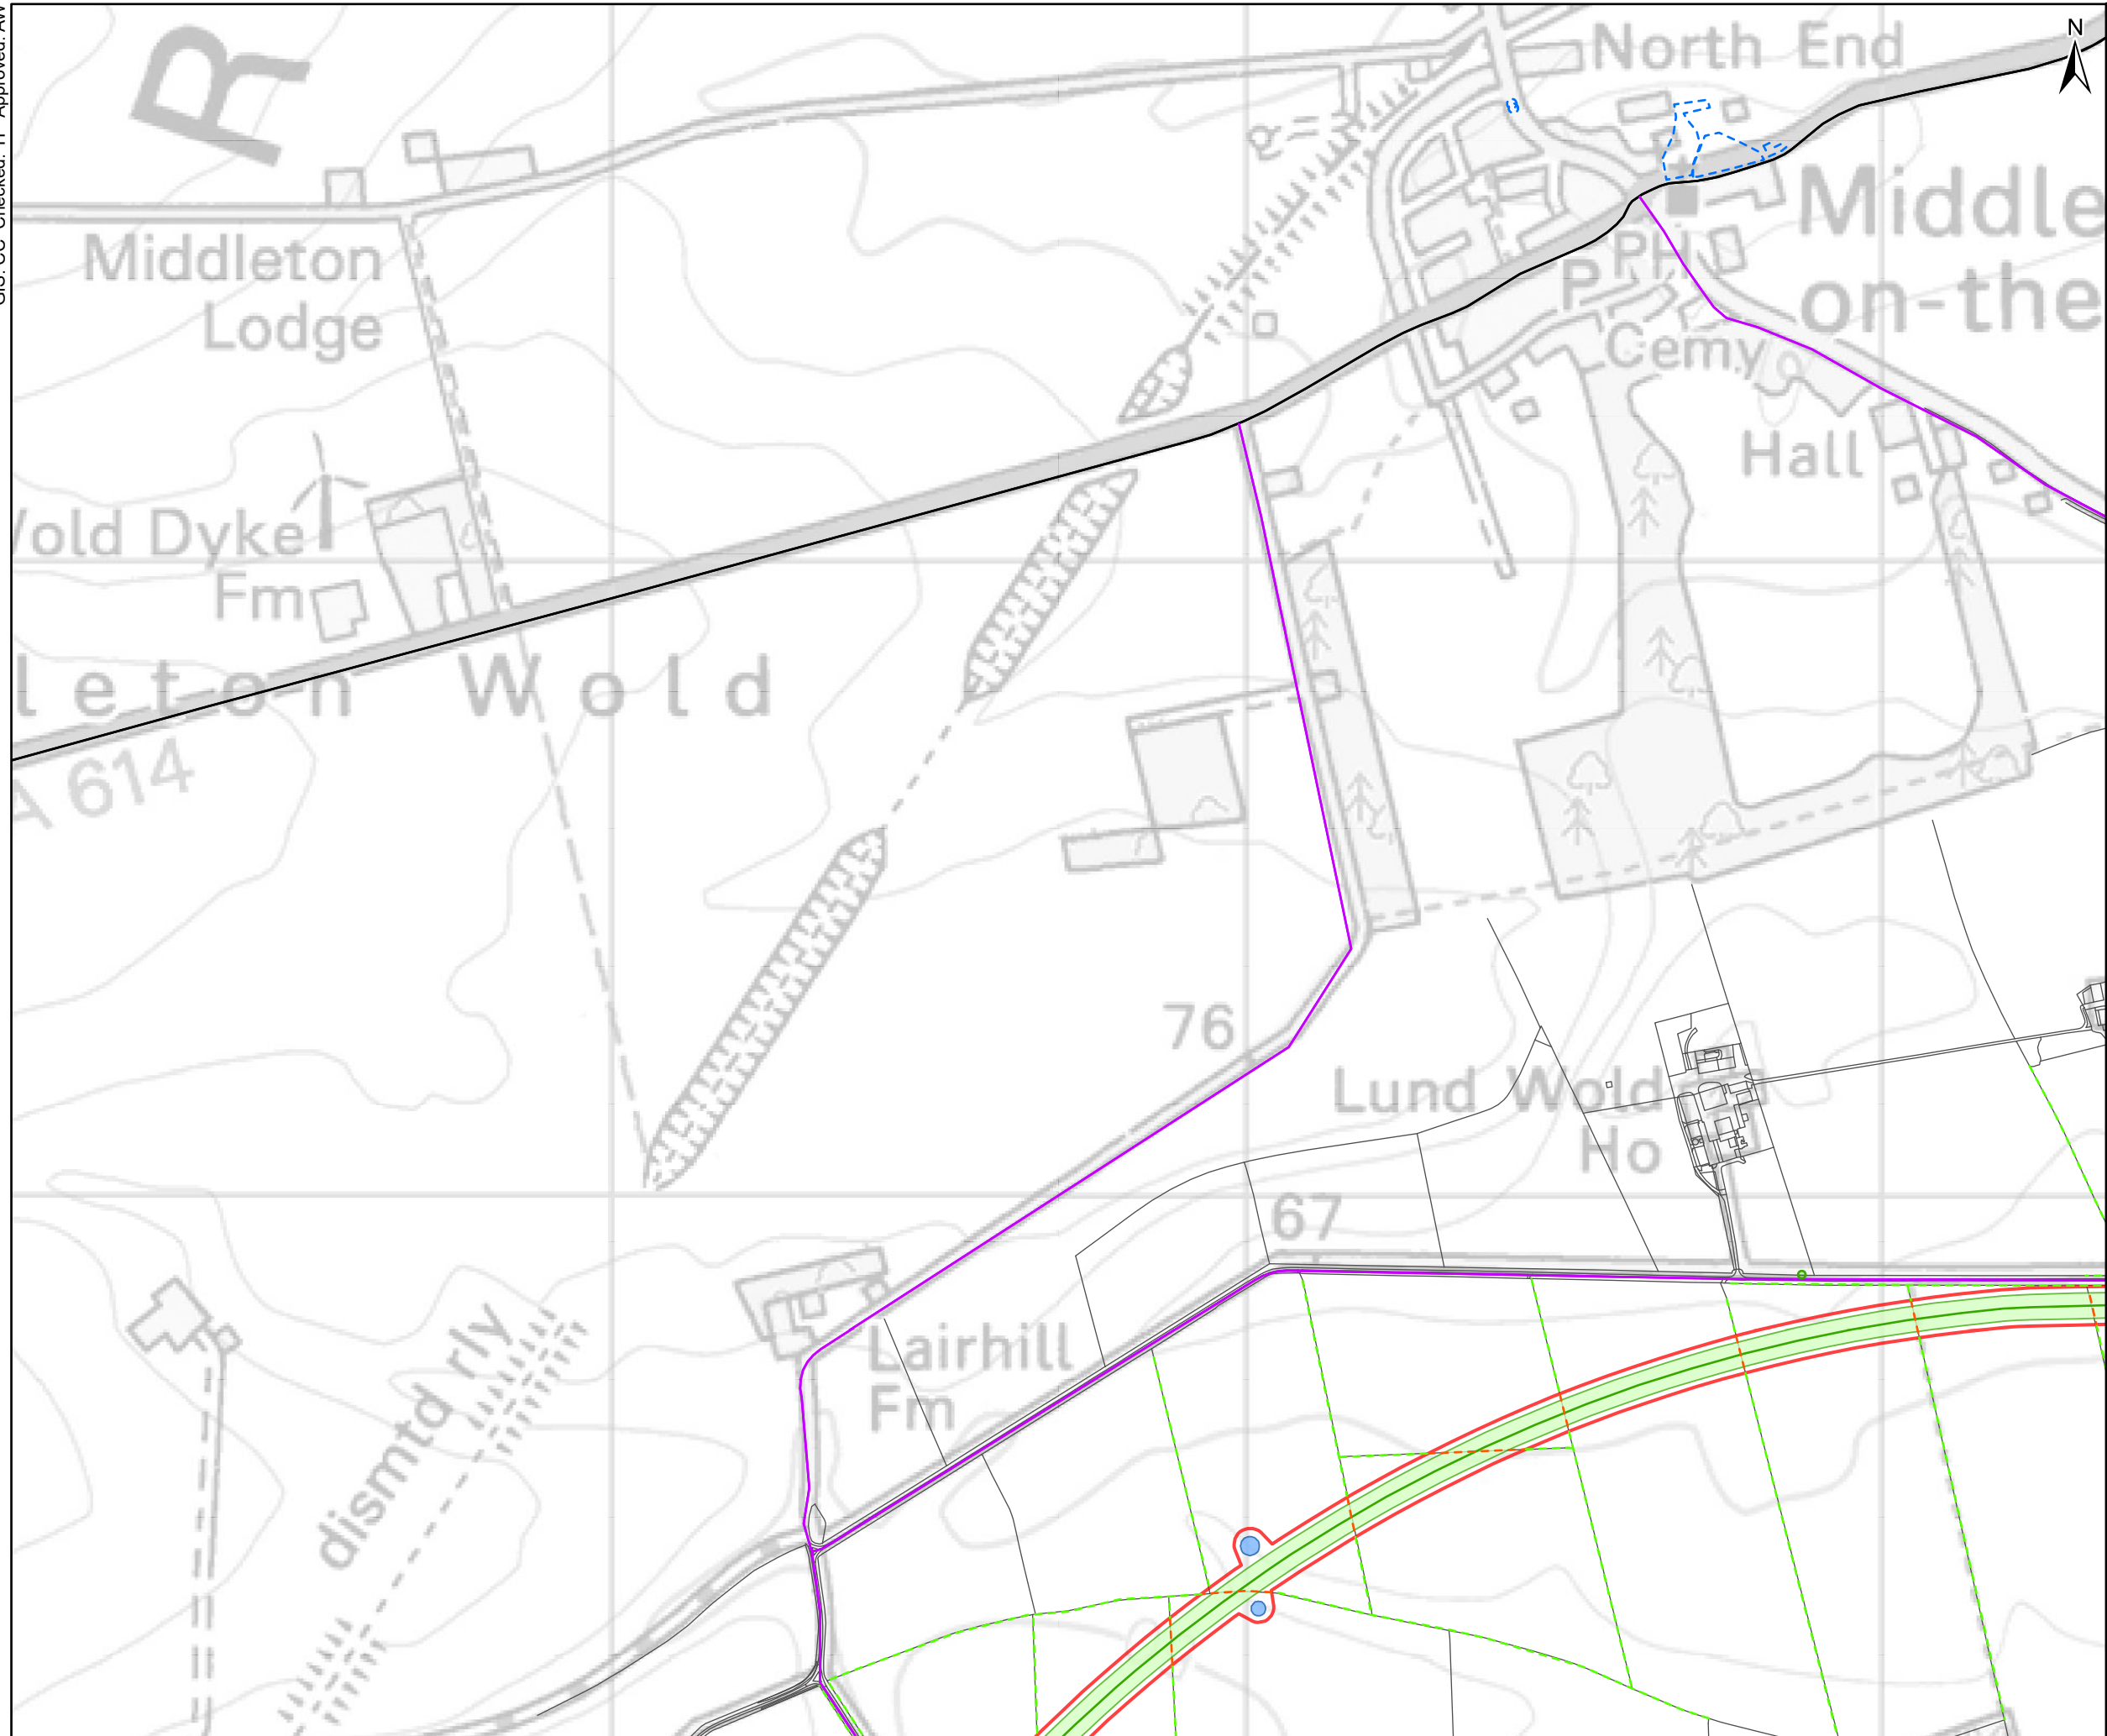 R
North End
N
Middleton
Lodge
Middle
on-the
PH
P
Cemy
Hall
Wold Dyke
Fm
leton Wold
A 614
76
Lund Wold
Ho
67
Lairhill
Fm
dismtd rly